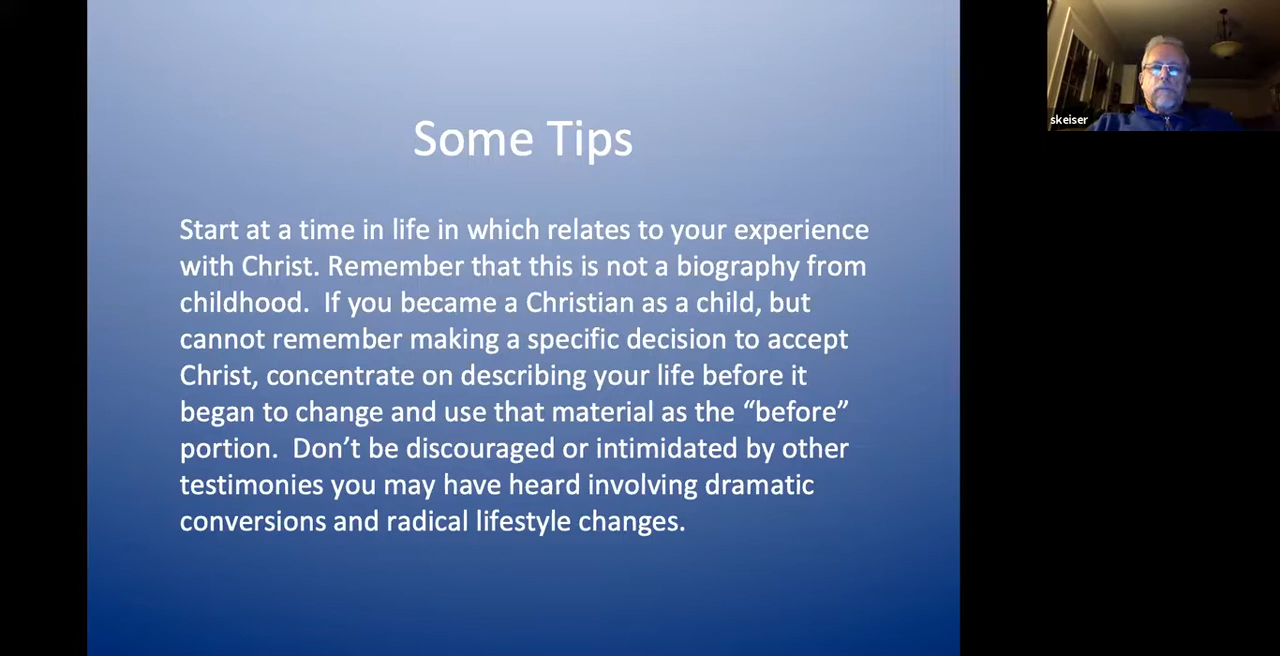 Some Tips
Start at a time in life in which relates to your experience
with Christ. Remember that this is not a biography from
childhood.  If you became a Christian as a child, but
cannot remember making a specific decision to accept
Christ, concentrate on describing your life before it
began to change and use that material as the “before”
portion.  Don’t be discouraged or intimidated by other
testimonies you may have heard involving dramatic
conversions and radical lifestyle changes.
skeiser